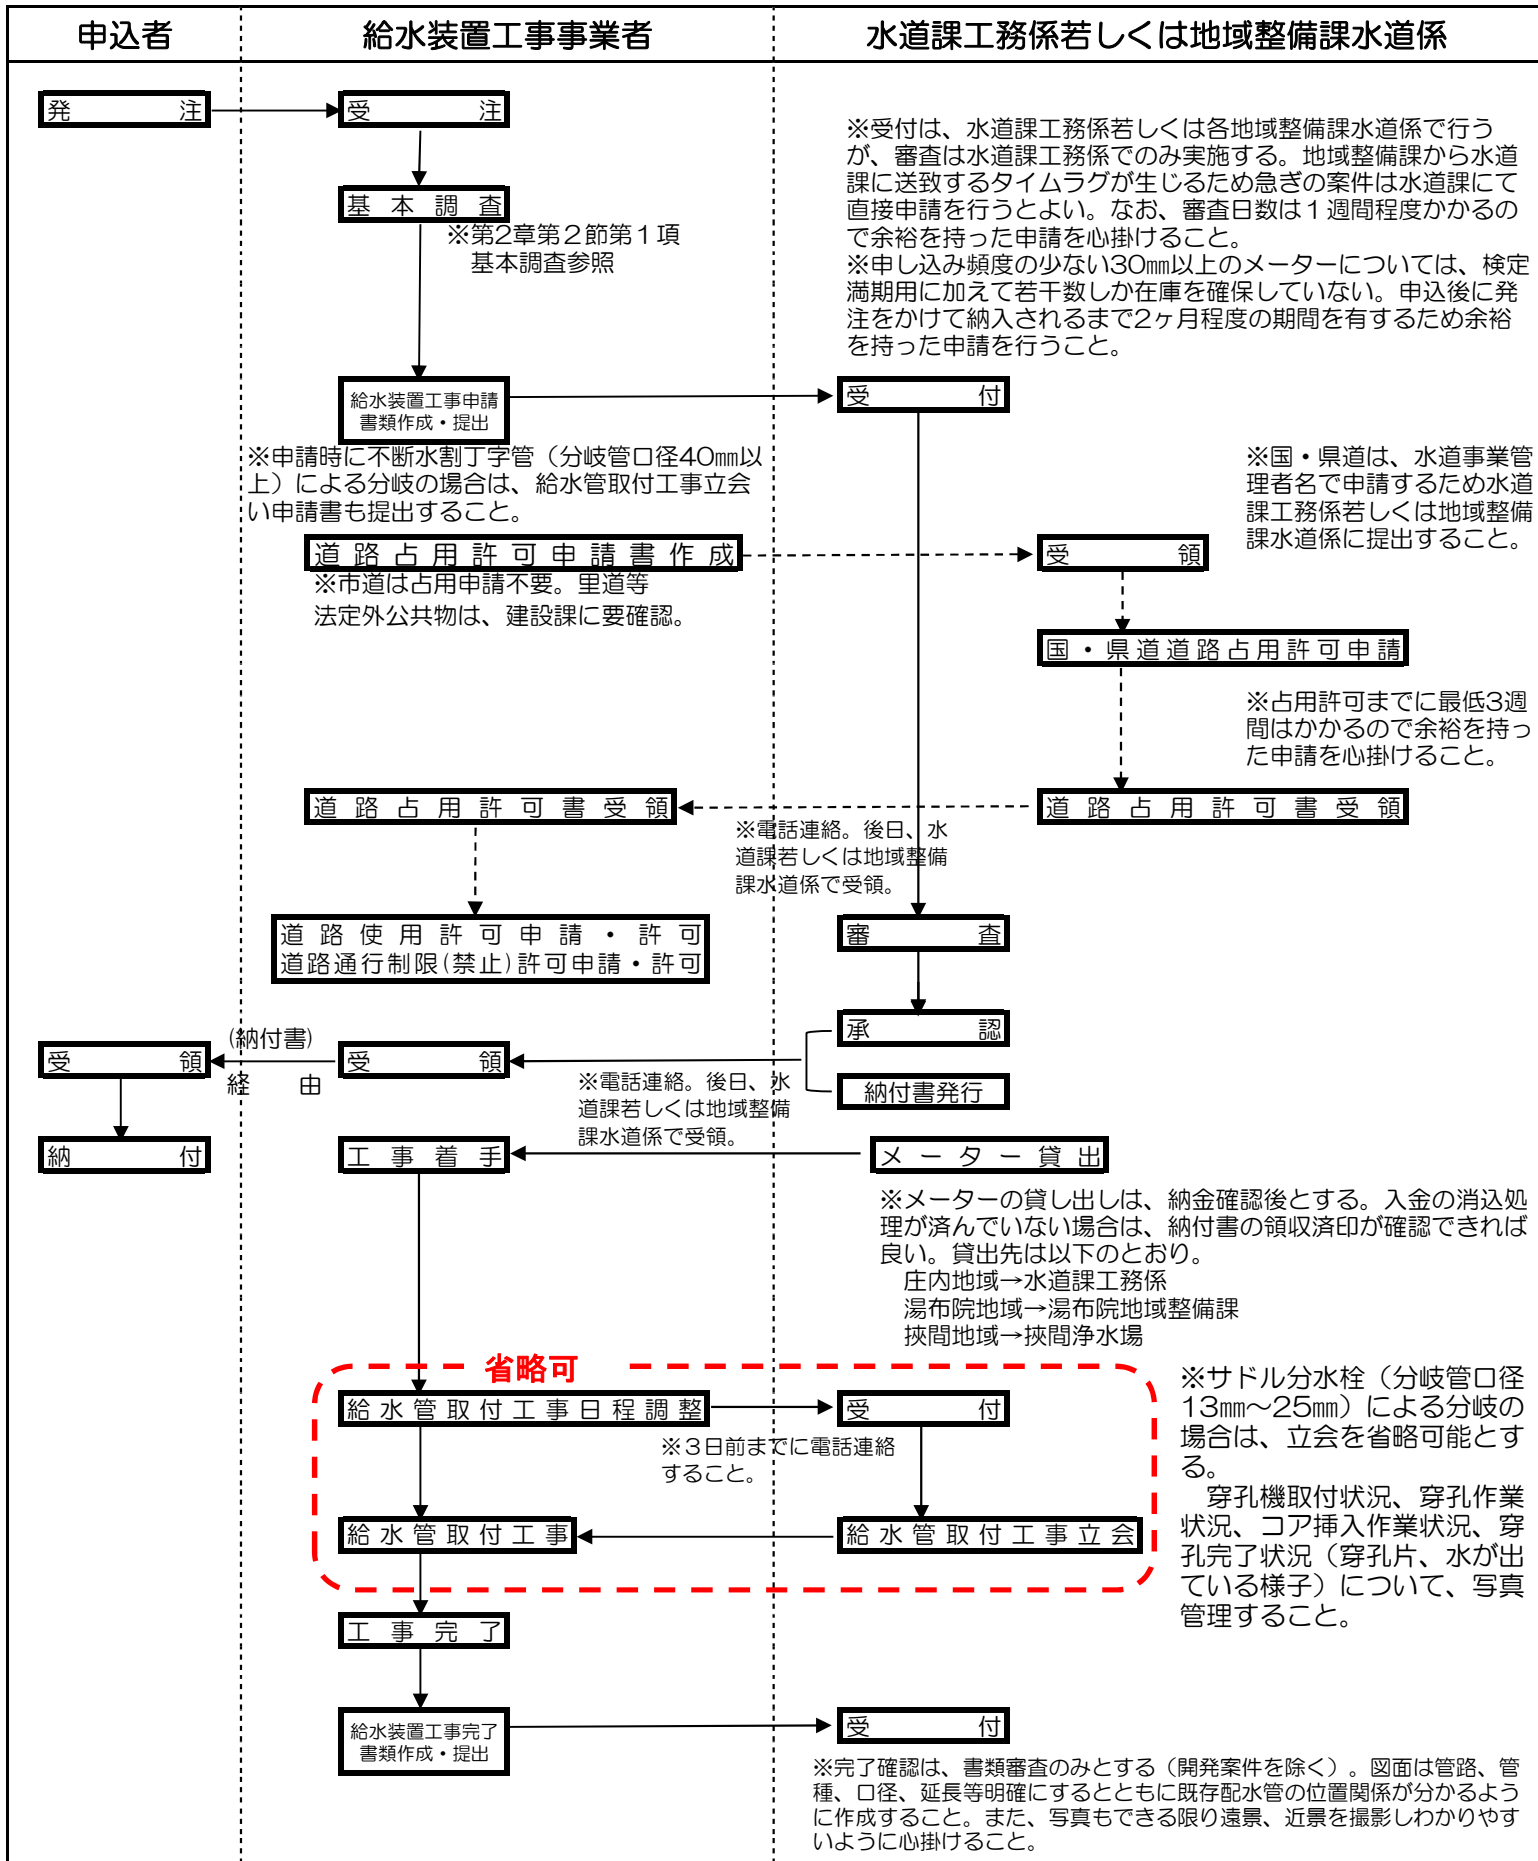 申込者
給水装置工事事業者
水道課工務係若しくは地域整備課水道係
発注
受注
※受付は、水道課工務係若しくは各地域整備課水道係で行う
が、審査は水道課工務係でのみ実施する。地域整備課から水道
課に送致するタイムラグが生じるため急ぎの案件は水道課にて
直接申請を行うとよい。なお、審査日数は１週間程度かかるの
で余裕を持った申請を心掛けること。
※申し込み頻度の少ない30㎜以上のメーターについては、検定
満期用に加えて若干数しか在庫を確保していない。申込後に発
注をかけて納入されるまで2ヶ月程度の期間を有するため余裕
を持った申請を行うこと。
基本調査
※第2章第２節第１項
基本調査参照
給水装置工事申請
書類作成・提出
受付
※申請時に不断水割丁字管（分岐管口径40㎜以
上）による分岐の場合は、給水管取付工事立会
い申請書も提出すること。
※国・県道は、水道事業管
理者名で申請するため水道
課工務係若しくは地域整備
課水道係に提出すること。
道路占用許可申請書作成
受領
※市道は占用申請不要。里道等
法定外公共物は、建設課に要確認。
国・県道道路占用許可申請
※占用許可までに最低3週
間はかかるので余裕を持っ
た申請を心掛けること。
道路占用許可書受領
道路占用許可書受領
※電話連絡。後日、水
道課若しくは地域整備
課水道係で受領。
道路使用許可申請・許可
道路通行制限(禁止)許可申請・許可
審査
承認
(納付書)
受領
受領
経由
納付書発行
※電話連絡。後日、水
道課若しくは地域整備
課水道係で受領。
納付
工事着手
メーター貸出
※メーターの貸し出しは、納金確認後とする。入金の消込処
理が済んでいない場合は、納付書の領収済印が確認できれば
良い。貸出先は以下のとおり。
庄内地域→水道課工務係
湯布院地域→湯布院地域整備課
挾間地域→挾間浄水場
省略可
給水管取付工事日程調整
受付
※３日前までに電話連絡
すること。
※サドル分水栓（分岐管口径
13㎜～25㎜）による分岐の
場合は、立会を省略可能とす
る。
穿孔機取付状況、穿孔作業
状況、コア挿入作業状況、穿
孔完了状況（穿孔片、水が出
ている様子）について、写真
管理すること。
給水管取付工事
給水管取付工事立会
工事完了
給水装置工事完了
書類作成・提出
受付
※完了確認は、書類審査のみとする（開発案件を除く）。図面は管路、管
種、口径、延長等明確にするとともに既存配水管の位置関係が分かるよう
に作成すること。また、写真もできる限り遠景、近景を撮影しわかりやす
いように心掛けること。